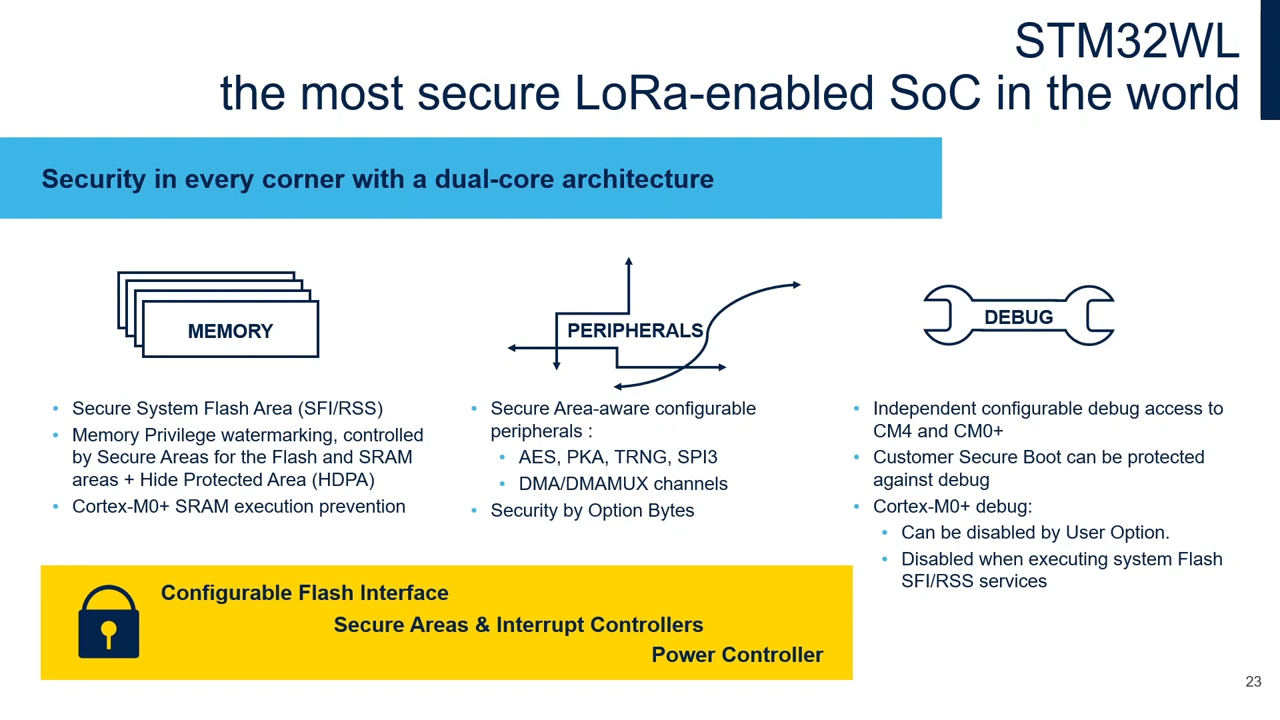 STM32WL
the most secure LoRa-enabled SoC in the world
Security in every corner with a dual-core architecture
MEMORY
• Secure System Flash Area (SFI/RSS)
• Memory Privilege watermarking, controlled
by Secure Areas for the Flash and SRAM
areas + Hide Protected Area (HDPA)
• Cortex-M0+ SRAM execution prevention
PERIPHERALS
• Secure Area-aware configurable
peripherals :
• AES, PKA, TRNG, SPI3
• DMA/DMAMUX channels
• Security by Option Bytes
DEBUG
• Independent configurable debug access to
CM4 and CM0+
• Customer Secure Boot can be protected
against debug
• Cortex-M0+ debug:
• Can be disabled by User Option.
• Disabled when executing system Flash
SFI/RSS services
Configurable Flash Interface
Secure Areas & Interrupt Controllers
Power Controller
23